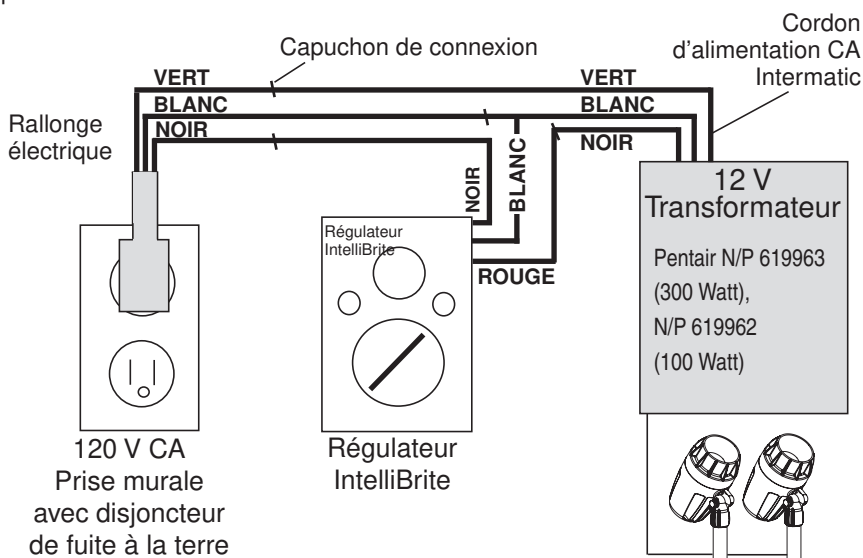 Cordon
d'alimentation CA
Intermatic
Capuchon de connexion
VERT
VERT
BLANC
BLANC
Rallonge
électrique
NOIR
NOIR
NOIR
BLANC
12 V
Transformateur
Pentair N/P 619963
(300 Watt),
N/P 619962
(100 Watt)
Régulateur
IntelliBrite
ROUGE
120 V CA
Prise murale
avec disjoncteur
de fuite à la terre
Régulateur
IntelliBrite